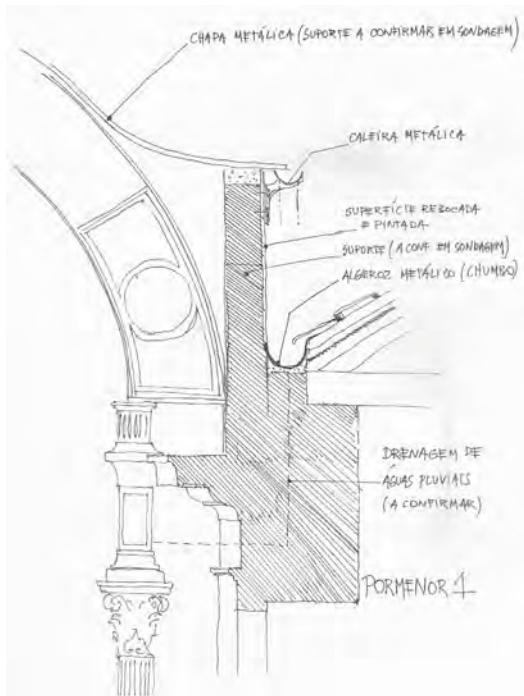 CHAPA METÁLICA (SUPORTE A CONFIRMAR EM SONDAGEM)
CALEIRA METÁLICA
SUPERFÍCIE REBOCADA
E PINTADA
SUPORTE (A CONF. EM SONDAGEM)
ALGEROZ METÁLICO (CHUMBO)
DRENAGEM DE
ÁGUAS PLUVIAIS
(A CONFIRMAR)
PORMENOR 1